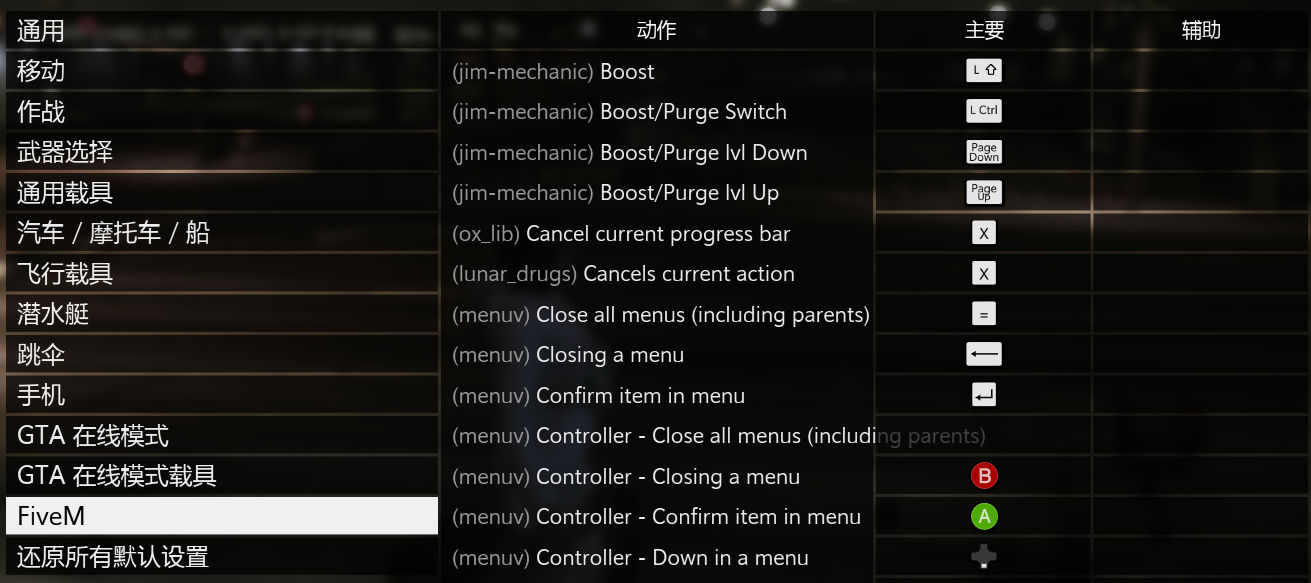 通用
动作
主要
辅助
移动
(jim-mechanic) Boost
L ⇧
作战
(jim-mechanic) Boost/Purge Switch
L Ctrl
武器选择
(jim-mechanic) Boost/Purge lvl Down
Page
Down
通用载具
(jim-mechanic) Boost/Purge lvl Up
Page
Up
汽车 / 摩托车 / 船
(ox_lib) Cancel current progress bar
X
飞行载具
(lunar_drugs) Cancels current action
X
潜水艇
(menuv) Close all menus (including parents)
=
跳伞
(menuv) Closing a menu
手机
(menuv) Confirm item in menu
GTA 在线模式
(menuv) Controller - Close all menus (including parents)
GTA 在线模式载具
(menuv) Controller - Closing a menu
B
FiveM
(menuv) Controller - Confirm item in menu
A
还原所有默认设置
(menuv) Controller - Down in a menu